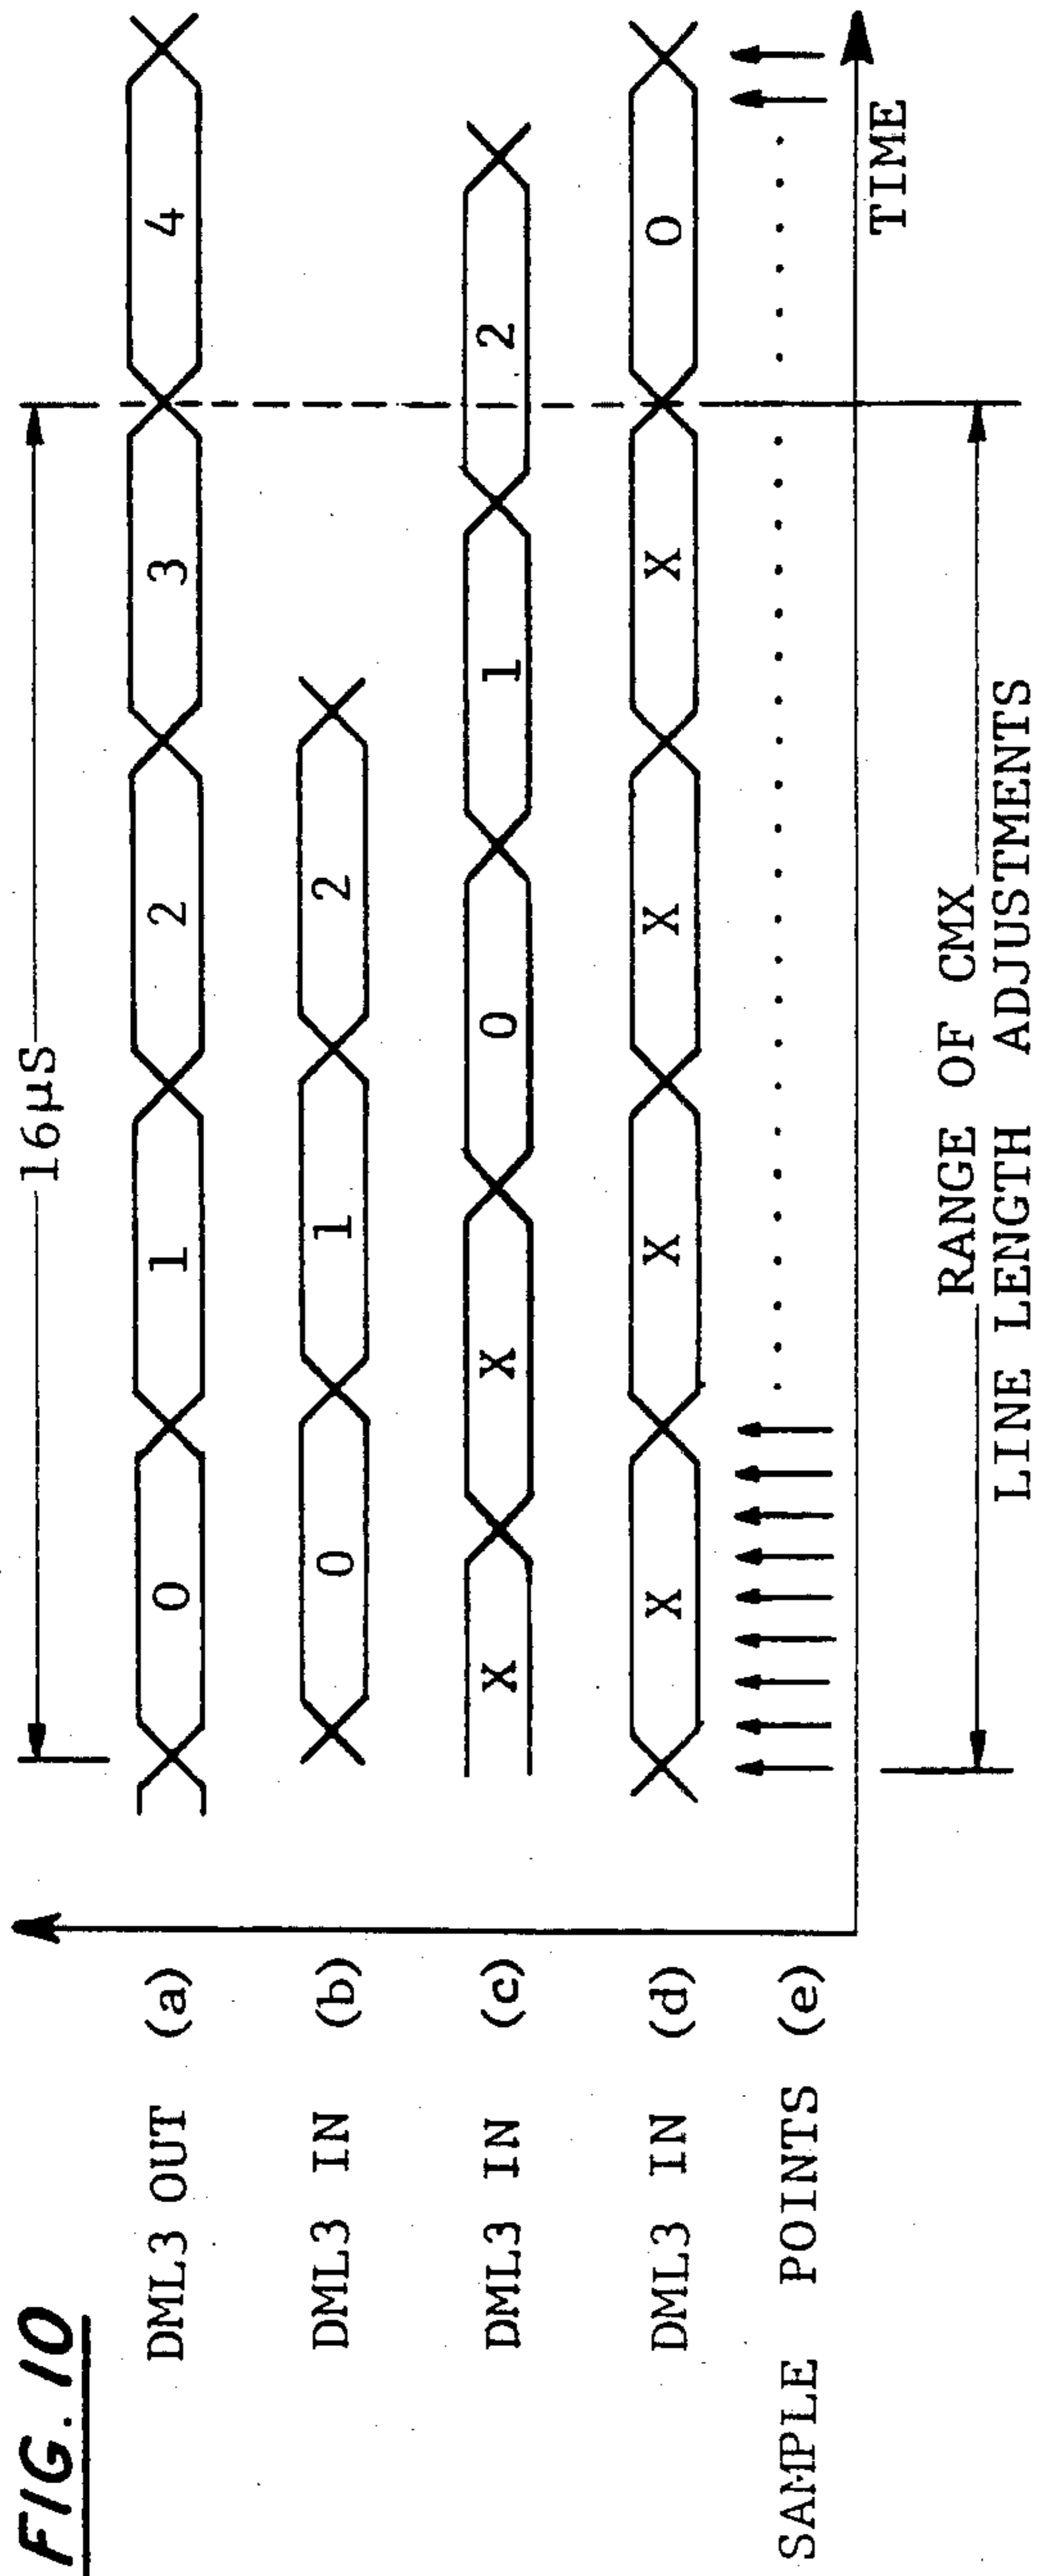 FIG. 10
16μS
DML3 OUT (a) 0 1 2 3 4
DML3 IN (b) 0 1 2
DML3 IN (c) X X 0 1 2
DML3 IN (d) X X X X 0
SAMPLE POINTS (e)
TIME
RANGE OF CMX
LINE LENGTH ADJUSTMENTS